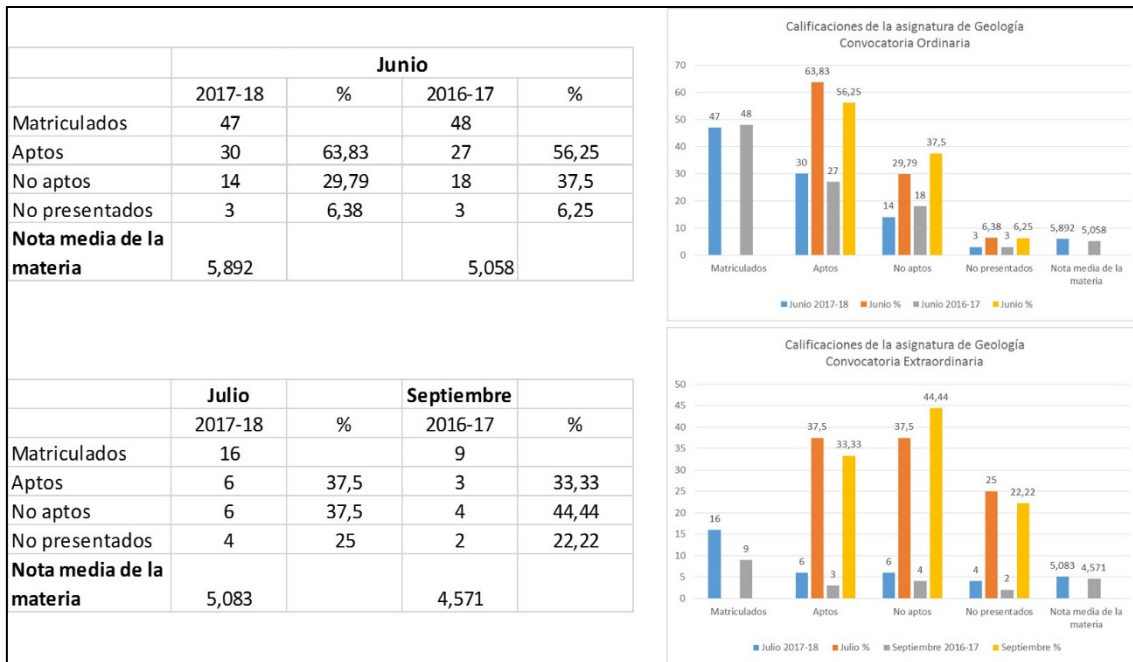 Junio
2017-18 % 2016-17 %
Matriculados 47 48
Aptos 30 63,83 27 56,25
No aptos 14 29,79 18 37,5
No presentados 3 6,38 3 6,25
Nota media de la
materia 5,892 5,058
Calificaciones de la asignatura de Geología
Convocatoria Ordinaria
70
60
50
40
30
20
10
0
47 48
30 63,83 27 56,25
14 29,79 18 37,5
3 6,38 3 6,25
5,892 5,058
Matriculados Aptos No aptos No presentados Nota media de la
materia
Junio 2017-18 Junio % Junio 2016-17 Junio %
Julio Septiembre
2017-18 % 2016-17 %
Matriculados 16 9
Aptos 6 37,5 3 33,33
No aptos 6 37,5 4 44,44
No presentados 4 25 2 22,22
Nota media de la
materia 5,083 4,571
Calificaciones de la asignatura de Geología
Convocatoria Extraordinaria
50
45
40
35
30
25
20
15
10
5
0
16 9
6 37,5 3 33,33
6 37,5 4 44,44
4 25 2 22,22
5,083 4,571
Matriculados Aptos No aptos No presentados Nota media de la
materia
Julio 2017-18 Julio % Septiembre 2016-17 Septiembre %